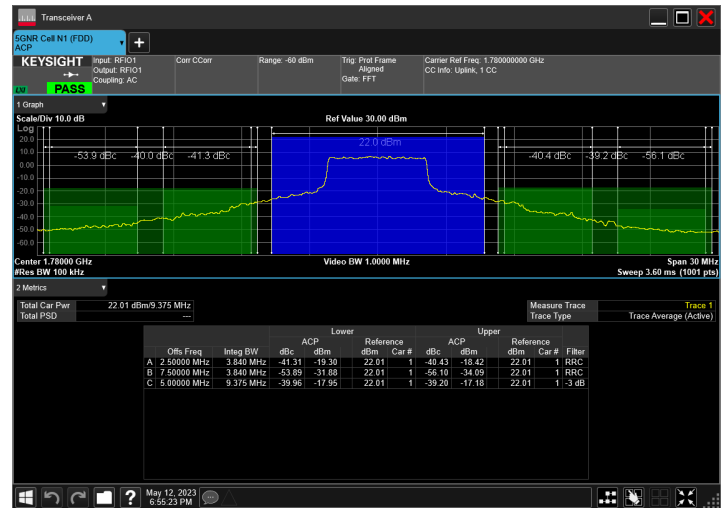 Transceiver A
5GNR Cell N1 (FDD)
ACP
KEYSIGHT
LXI
PASS
Input: RFIO1
Output: RFIO1
Coupling: AC
Corr CCorr
Range: -60 dBm
Trig: Prot Frame
Aligned
Gate: FFT
Carrier Ref Freq: 1.780000000 GHz
CC Info: Uplink, 1 CC
1 Graph
Scale/Div 10.0 dB
Ref Value 30.00 dBm
Log
20.0
10.0
0.00
-10.0
-20.0
-30.0
-40.0
-50.0
-60.0
-53.9 dBc
-40.0 dBc
-41.3 dBc
22.0 dBm
-40.4 dBc
-39.2 dBc
-56.1 dBc
Center 1.78000 GHz
#Res BW 100 kHz
Video BW 1.0000 MHz
Span 30 MHz
Sweep 3.60 ms (1001 pts)
2 Metrics
Total Car Pwr 22.01 dBm/9.375 MHz
Total PSD ---
Measure Trace Trace 1
Trace Type Trace Average (Active)
Lower Upper
ACP Reference ACP Reference
Offs Freq Integ BW dBc dBm dBm Car # dBc dBm dBm Car # Filter
A 2.50000 MHz 3.840 MHz -41.31 -19.30 22.01 1 -40.43 -18.42 22.01 1 RRC
B 7.50000 MHz 3.840 MHz -53.89 -31.88 22.01 1 -56.10 -34.09 22.01 1 RRC
C 5.00000 MHz 9.375 MHz -39.96 -17.95 22.01 1 -39.20 -17.18 22.01 1 -3 dB
?
May 12, 2023
6:55:23 PM